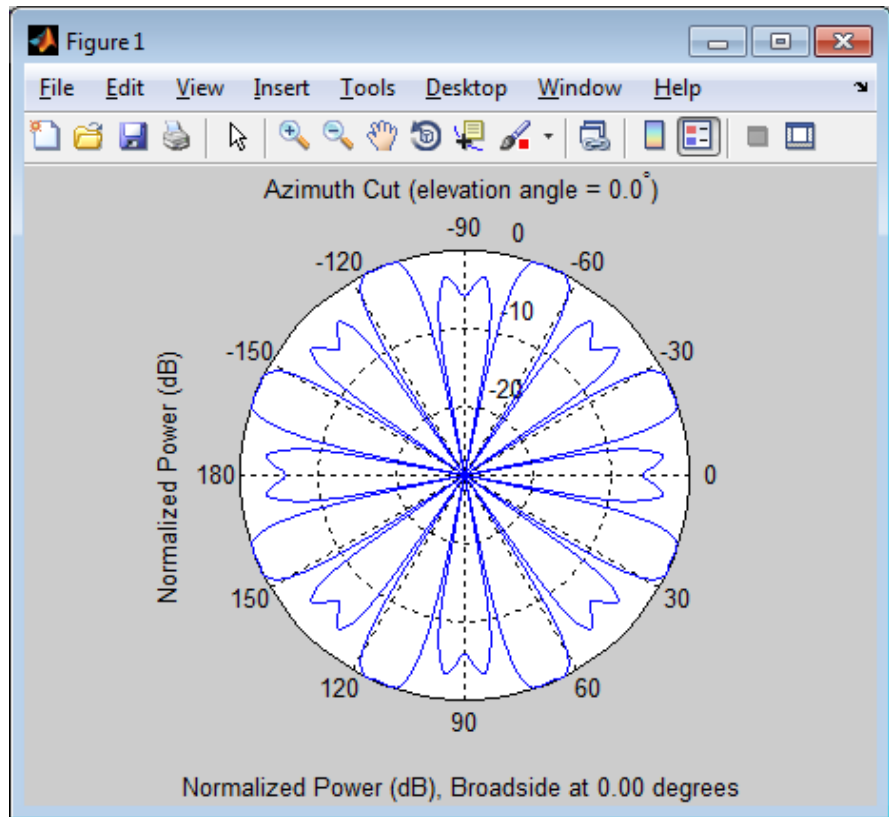 Figure 1
File Edit View Insert Tools Desktop Window Help
Azimuth Cut (elevation angle = 0.0°)
-90 0
-120 -60
-10
-150 -30
-20
Normalized Power (dB)
180 0
150 30
120 60
90
Normalized Power (dB), Broadside at 0.00 degrees